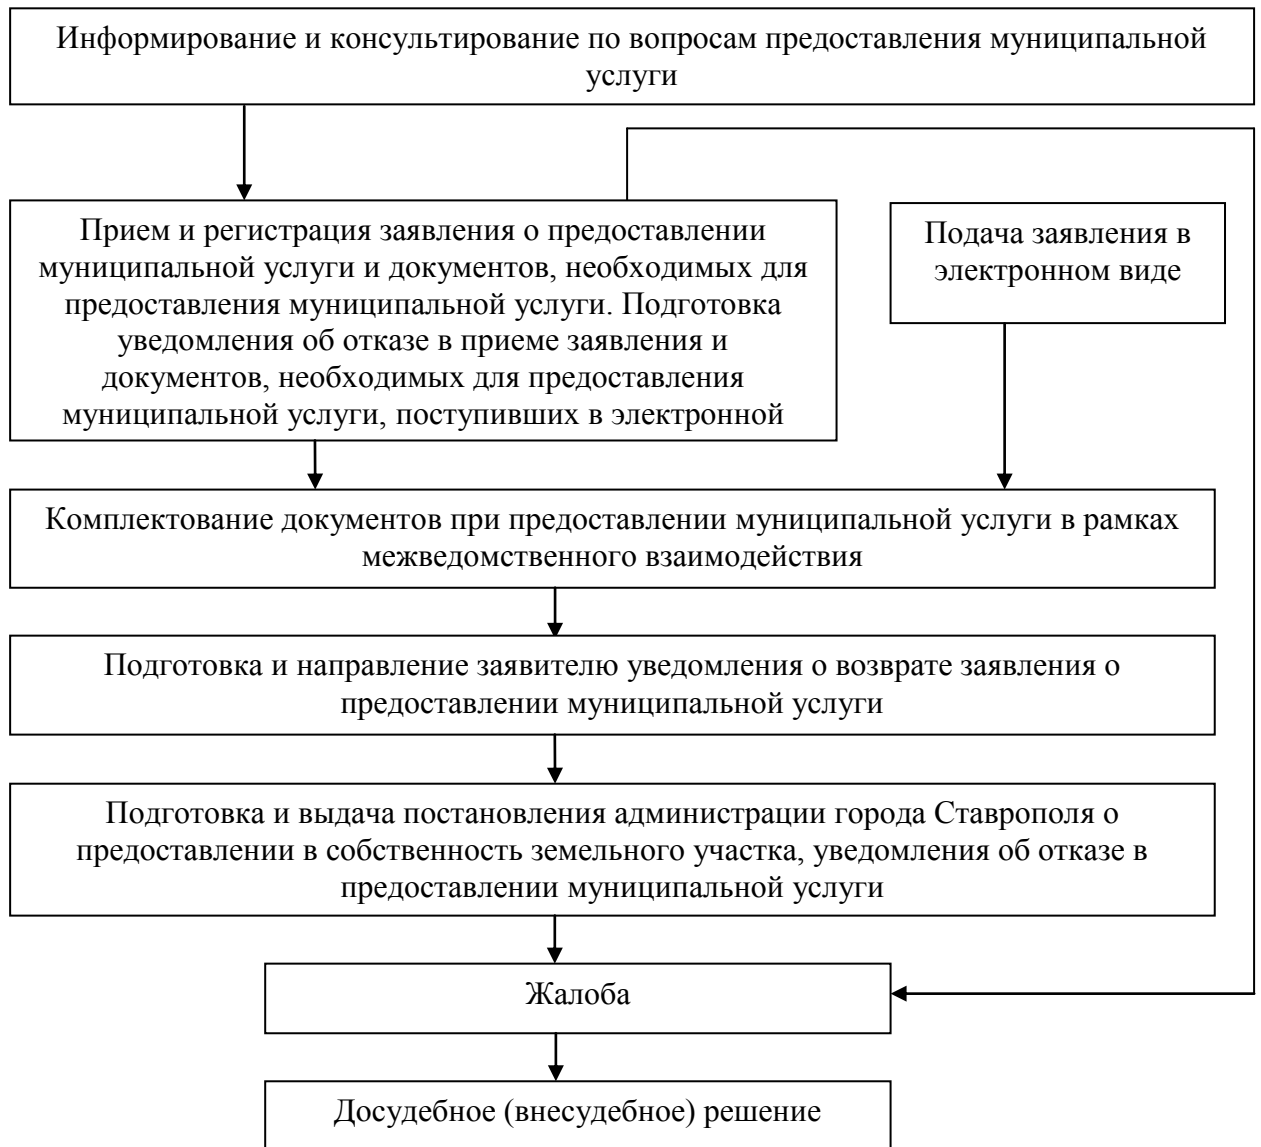 Информирование и консультирование по вопросам предоставления муниципальной
услуги
Прием и регистрация заявления о предоставлении
муниципальной услуги и документов, необходимых для
предоставления муниципальной услуги. Подготовка
уведомления об отказе в приеме заявления и
документов, необходимых для предоставления
муниципальной услуги, поступивших в электронной
Подача заявления в
электронном виде
Комплектование документов при предоставлении муниципальной услуги в рамках
межведомственного взаимодействия
Подготовка и направление заявителю уведомления о возврате заявления о
предоставлении муниципальной услуги
Подготовка и выдача постановления администрации города Ставрополя о
предоставлении в собственность земельного участка, уведомления об отказе в
предоставлении муниципальной услуги
Жалоба
Досудебное (внесудебное) решение